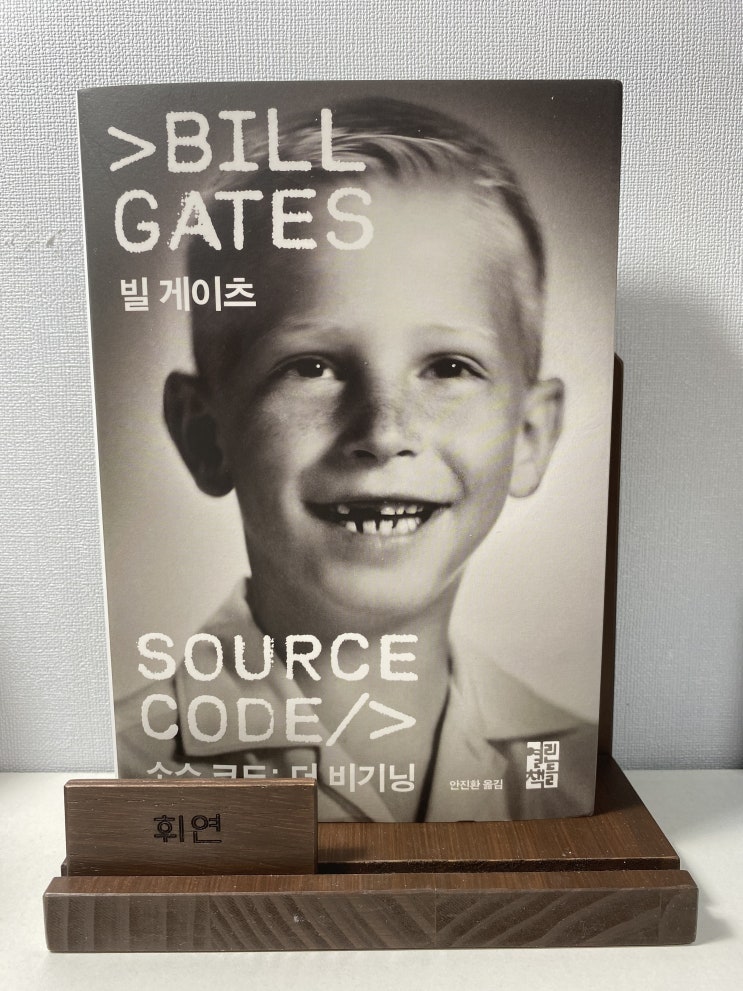 >BILL
GATES
빌 게이츠
SOURCE
CODE/>
소스 코드: 더 비기닝
안진환 옮김
열린책들
휘연